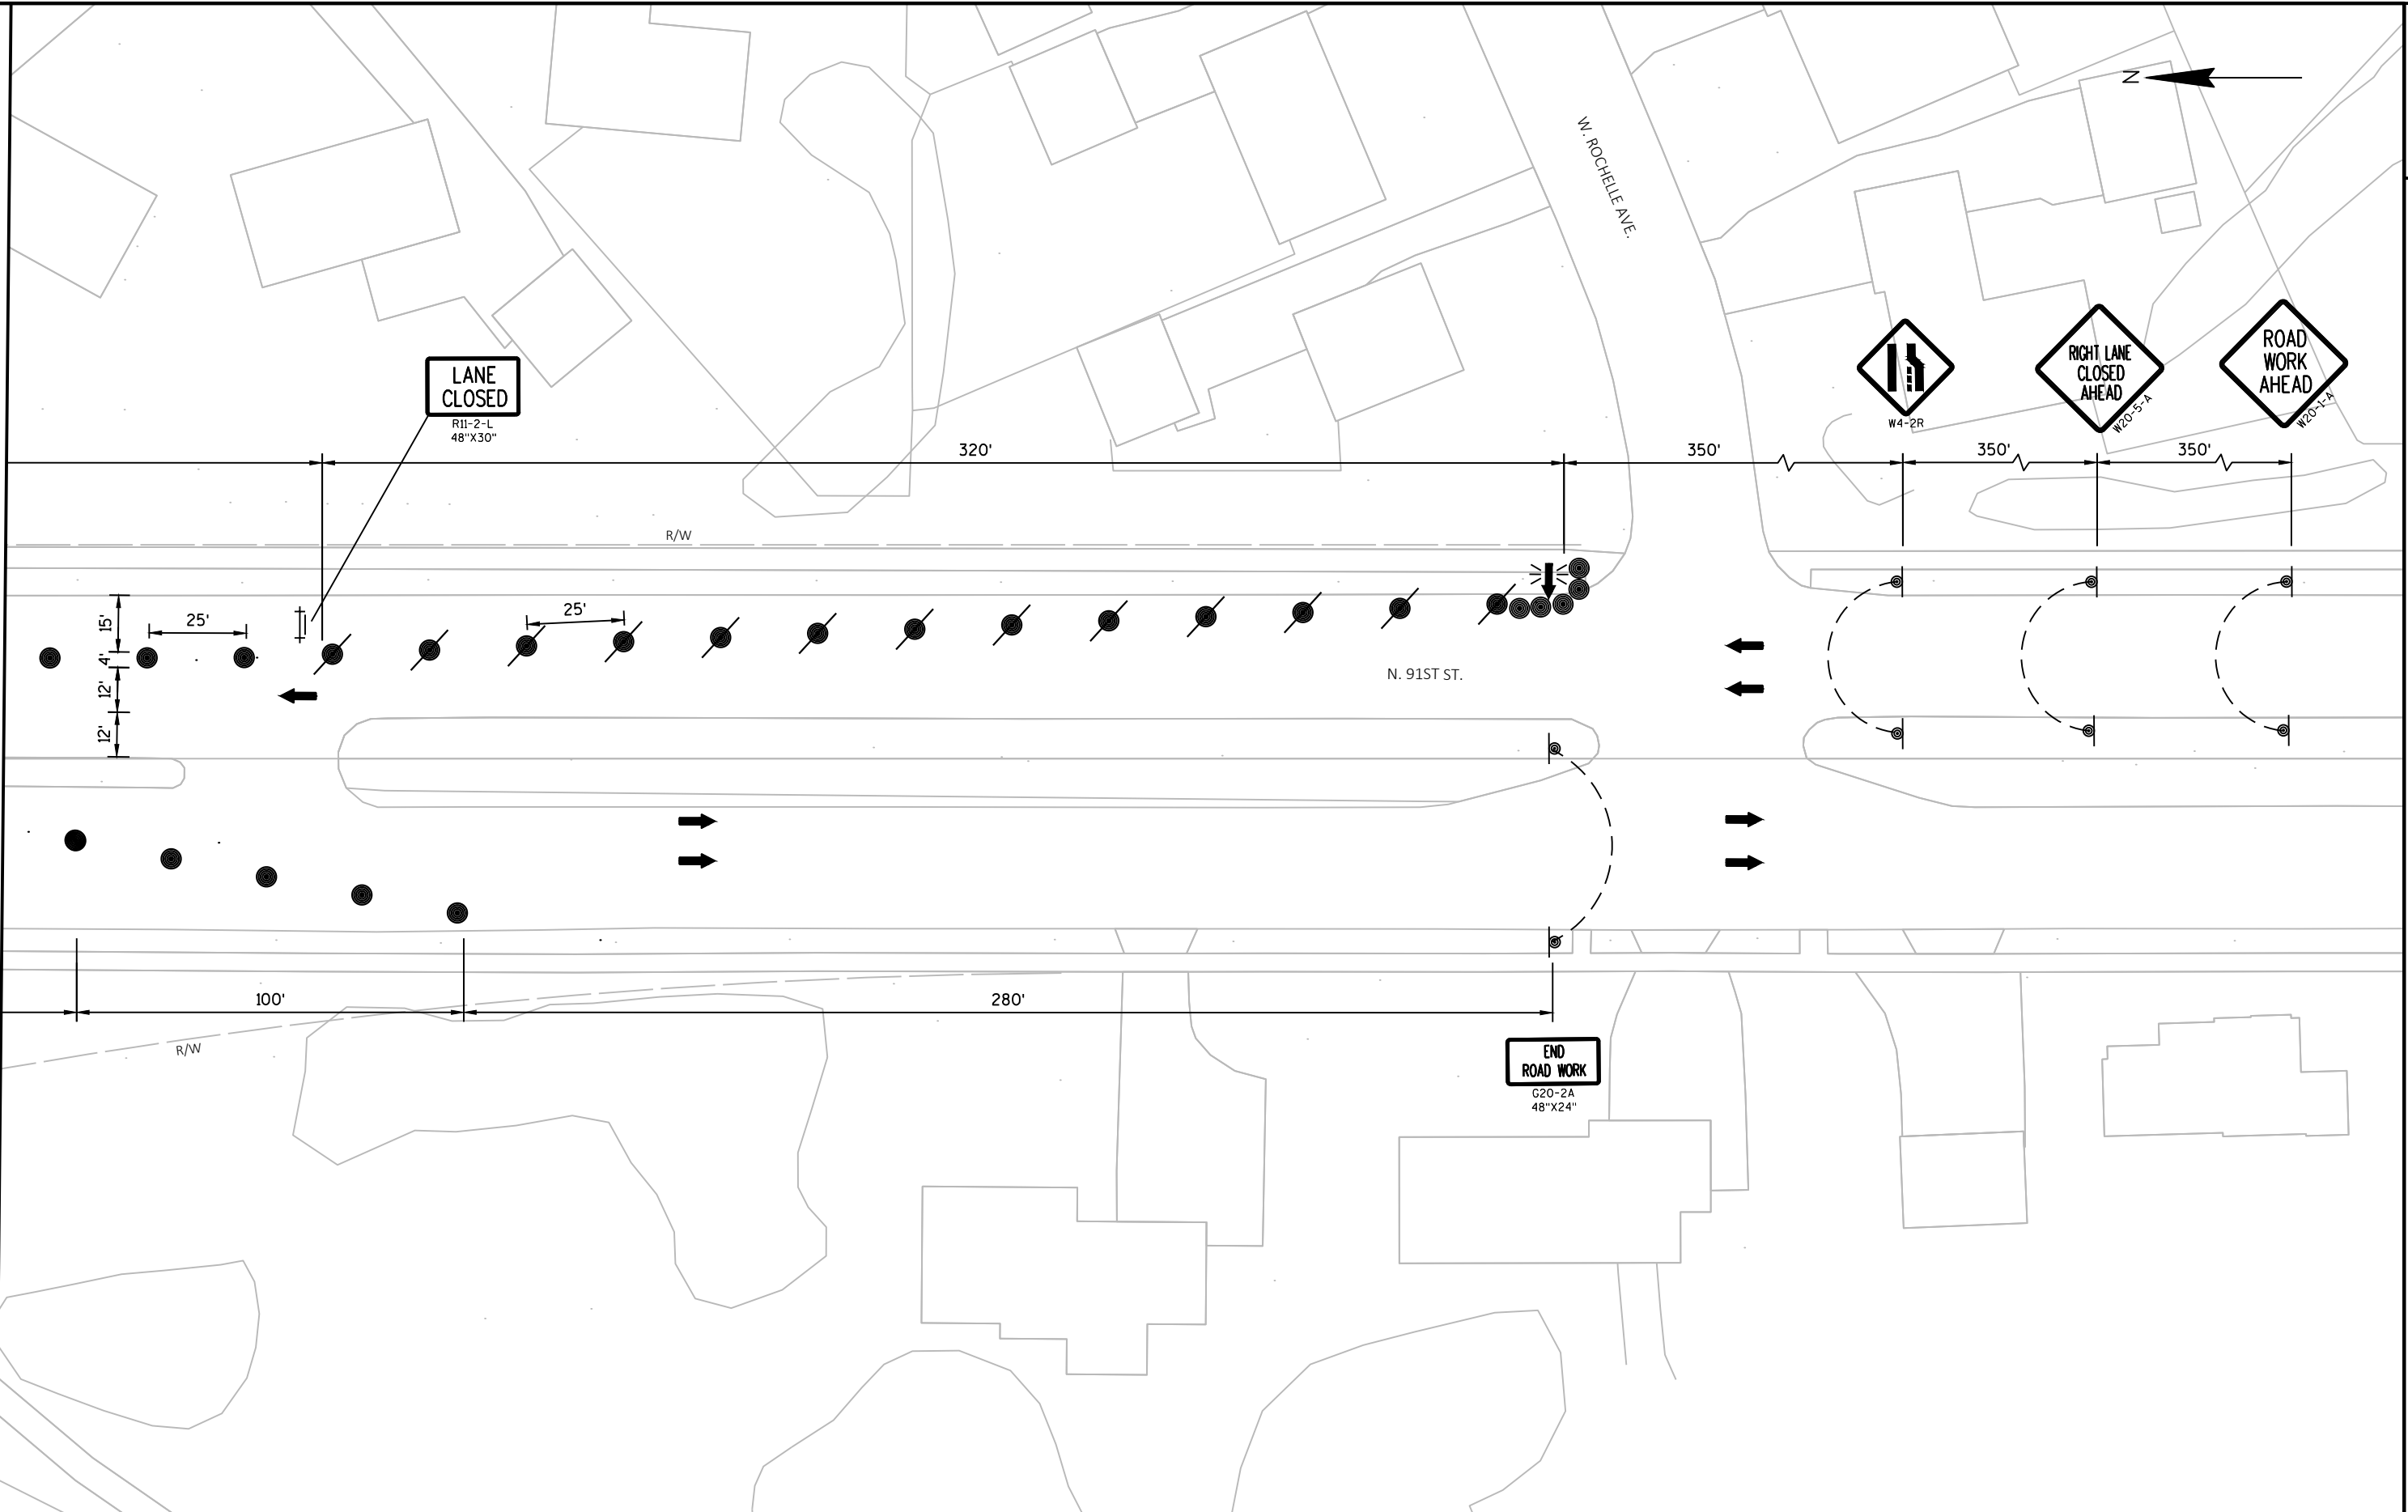 N
W. ROCHELLE AVE.
LANE
CLOSED
R11-2-L
48"X30"
W4-2R
RIGHT LANE
CLOSED
AHEAD
W20-5-A
ROAD
WORK
AHEAD
W20-1-A
320'
350'
350'
350'
R/W
15'
4'
12'
12'
25'
25'
N. 91ST ST.
100'
280'
R/W
END
ROAD WORK
G20-2A
48"X24"